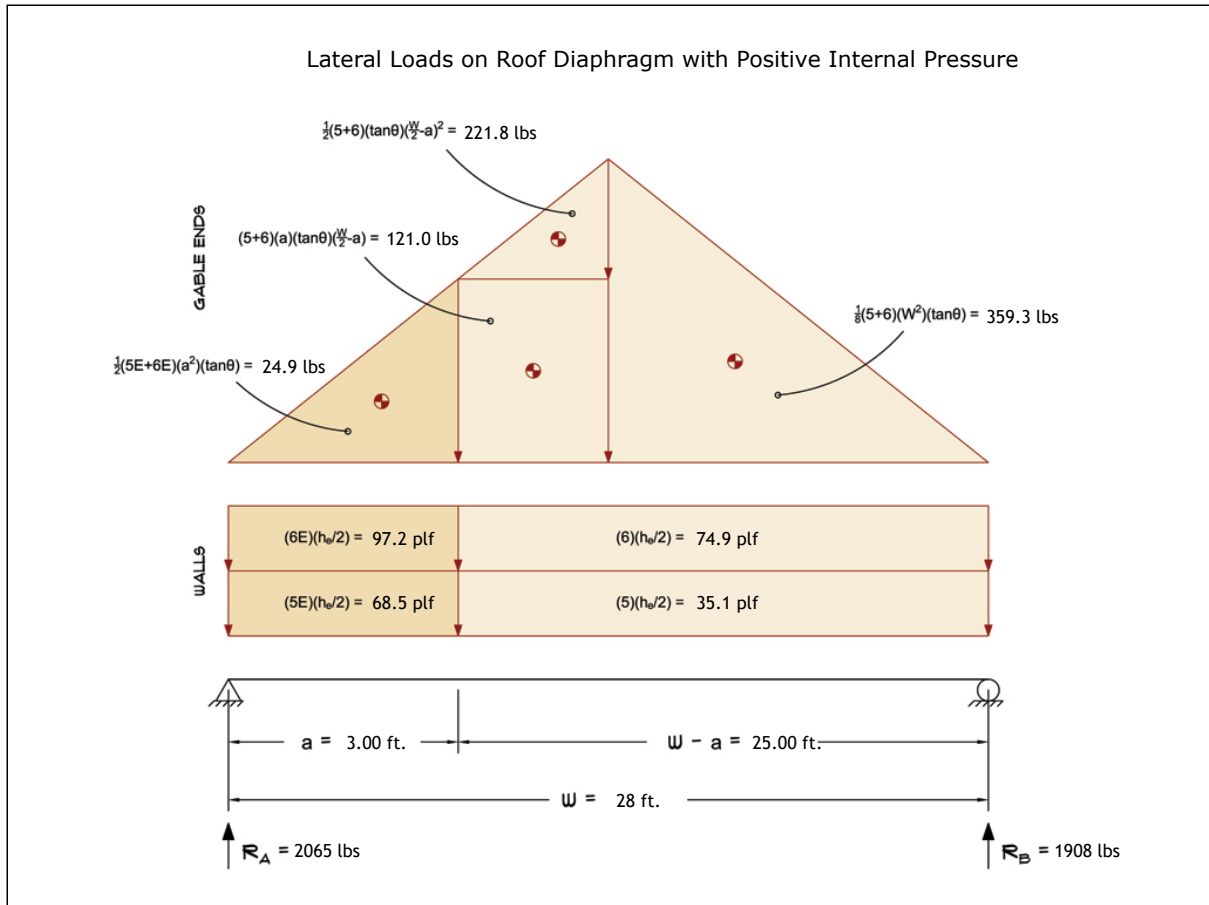 Lateral Loads on Roof Diaphragm with Positive Internal Pressure
½(5+6)(tanθ)(W/2-a)² = 221.8 lbs
GABLE ENDS
(5+6)(a)(tanθ)(W/2-a) = 121.0 lbs
⅛(5+6)(W²)(tanθ) = 359.3 lbs
½(5E+6E)(a²)(tanθ) = 24.9 lbs
WALLS
(6E)(hₑ/2) = 97.2 plf
(6)(hₑ/2) = 74.9 plf
(5E)(hₑ/2) = 68.5 plf
(5)(hₑ/2) = 35.1 plf
a = 3.00 ft.
W - a = 25.00 ft.
W = 28 ft.
R_A = 2065 lbs
R_B = 1908 lbs